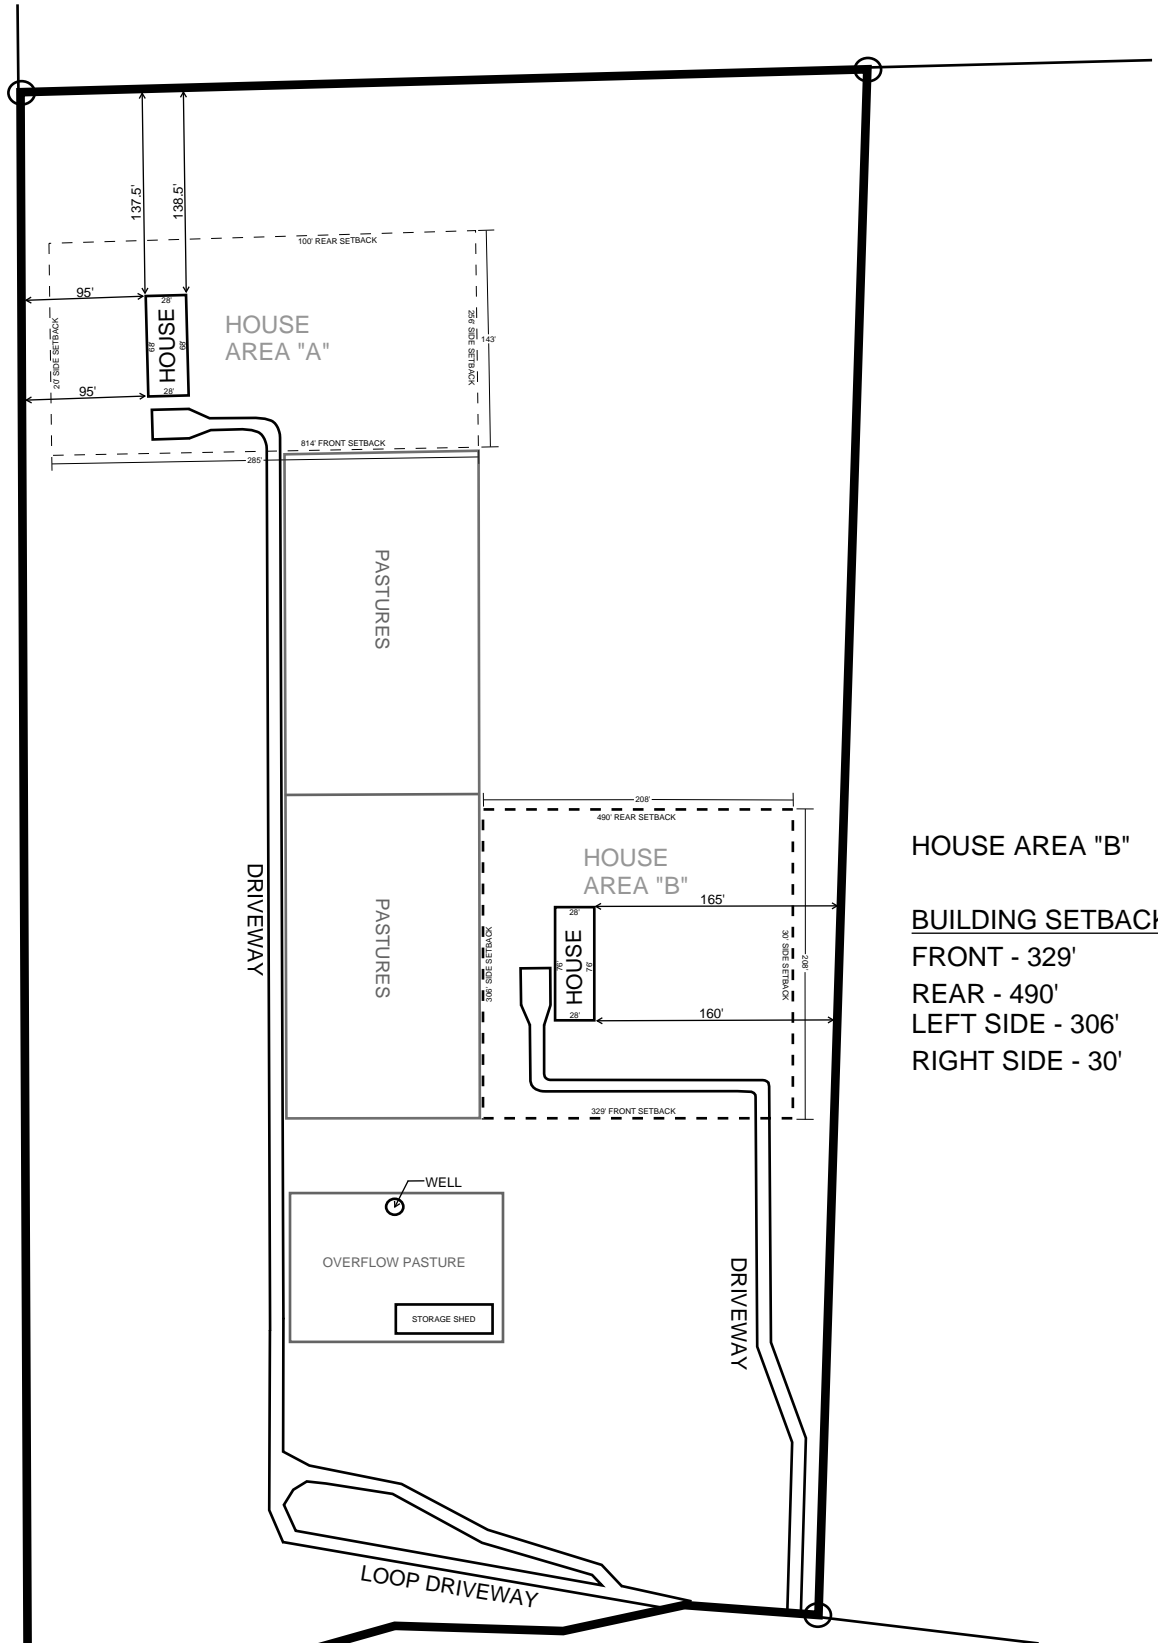 137.5'
138.5'
100' REAR SETBACK
95'
28'
HOUSE
68'
68'
28'
95'
20' SIDE SETBACK
HOUSE
AREA "A"
256' SIDE SETBACK
143'
814' FRONT SETBACK
285'
PASTURES
PASTURES
DRIVEWAY
208'
490' REAR SETBACK
HOUSE
AREA "B"
165'
28'
HOUSE
76'
76'
28'
160'
306' SIDE SETBACK
30' SIDE SETBACK
208'
329' FRONT SETBACK
HOUSE AREA "B"
BUILDING SETBACK
FRONT - 329'
REAR - 490'
LEFT SIDE - 306'
RIGHT SIDE - 30'
WELL
OVERFLOW PASTURE
STORAGE SHED
DRIVEWAY
LOOP DRIVEWAY